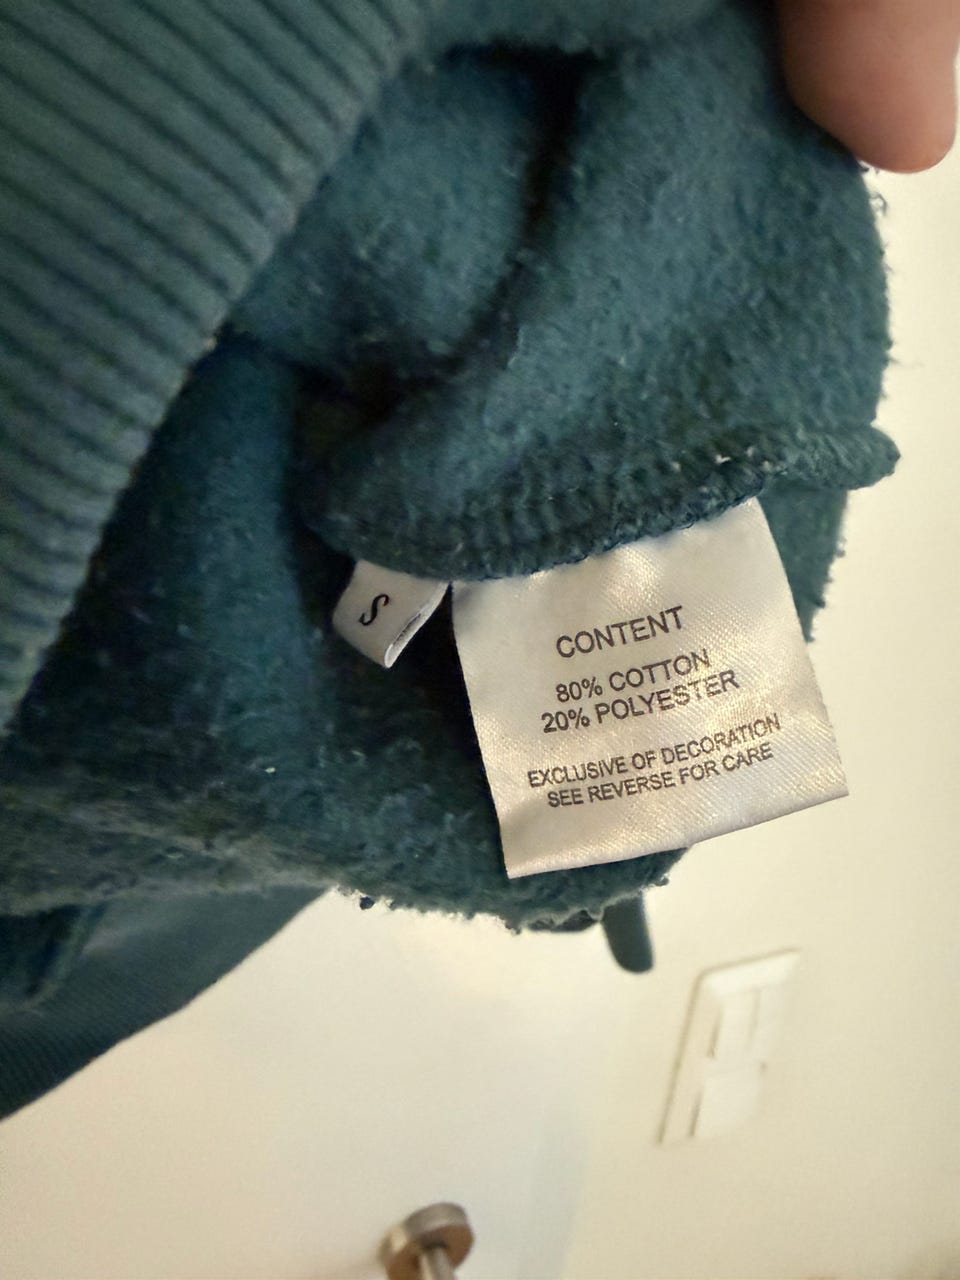 S
CONTENT
80% COTTON
20% POLYESTER
EXCLUSIVE OF DECORATION
SEE REVERSE FOR CARE